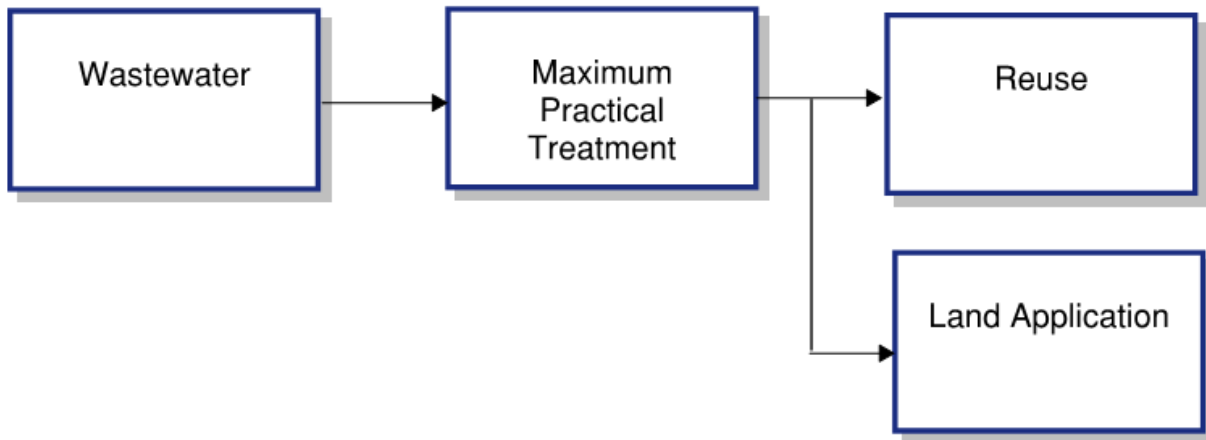 Wastewater
Maximum
Practical
Treatment
Reuse
Land Application